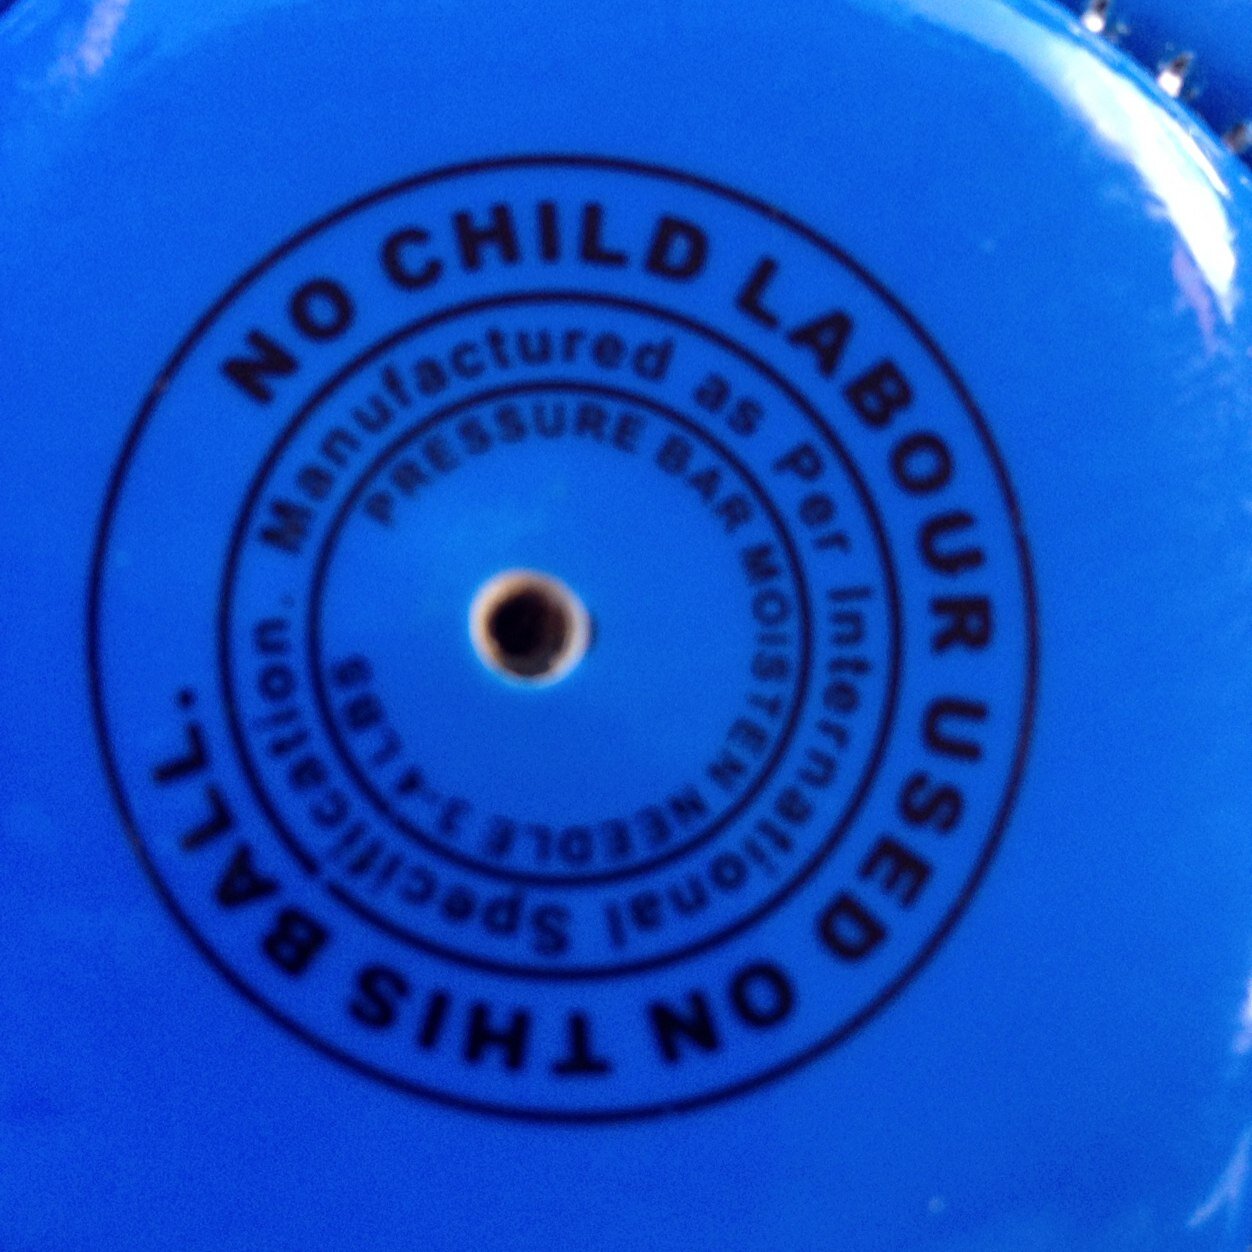 NO CHILD LABOUR USED ON THIS BALL.
Manufactured as Per International Specification.
PRESSURE BAR MOISTEN NEEDLE 3-4 LBS